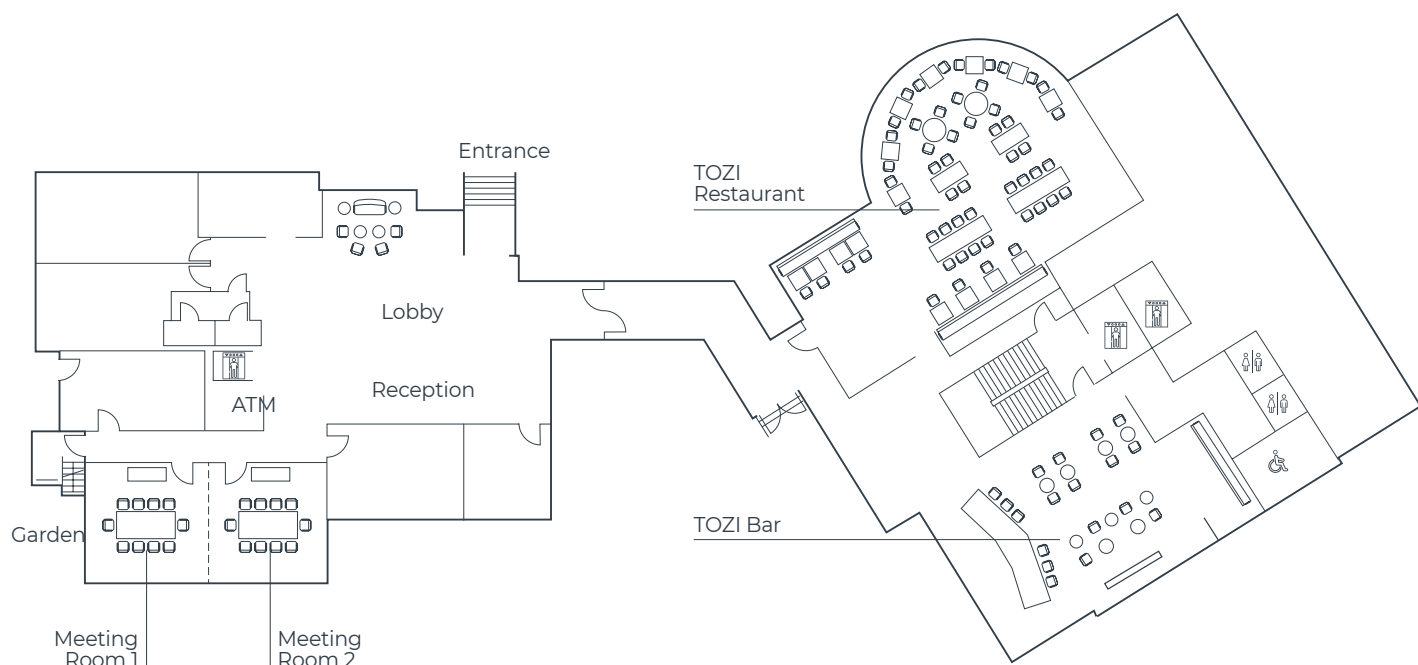 Entrance
TOZI
Restaurant
Lobby
Reception
ATM
TOZI Bar
Garden
Meeting
Room 1
Meeting
Room 2